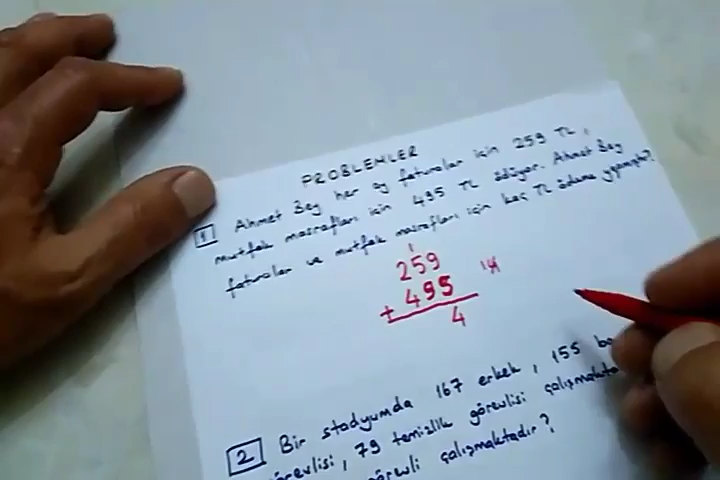 PROBLEMLER
1 Ahmet Bey her ay faturalar için 259 TL,
mutfak masrafları için 495 TL ödüyor. Ahmet Bey
faturalar ve mutfak masrafları için kaç TL ödeme yapmıştır?
1
259
495 14
+
4
2 Bir stadyumda 167 erkek, 155
görevlisi, 79 temizlik görevlisi
görevli çalışmaktadır?